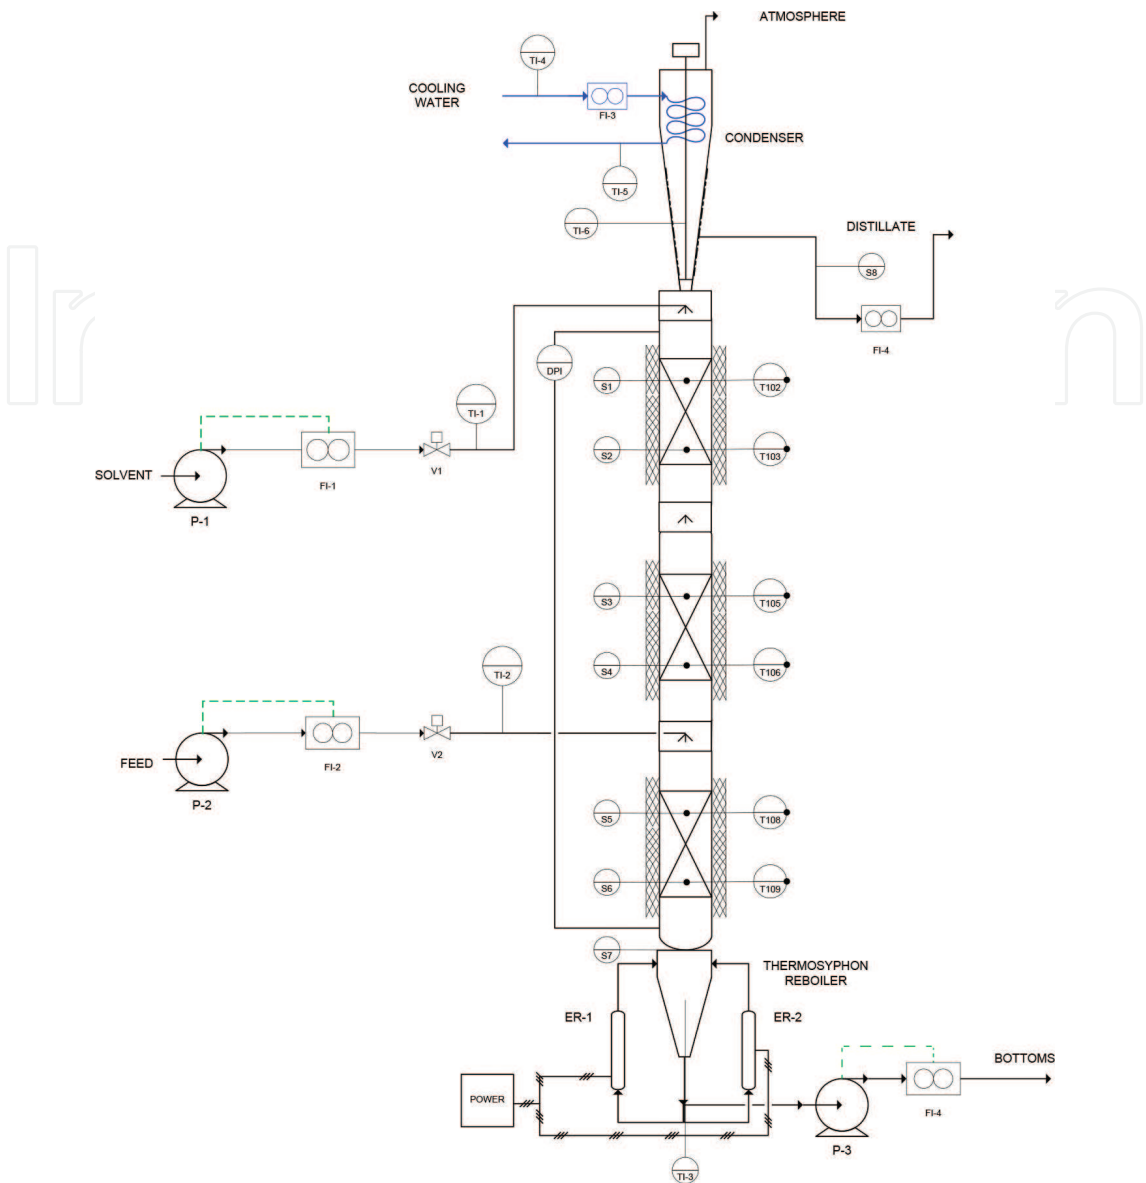 ATMOSPHERE
TI-4
COOLING
WATER
FI-3
CONDENSER
TI-5
TI-6
DISTILLATE
S8
FI-4
DPI
S1
T102
TI-1
S2
T103
V1
SOLVENT
FI-1
P-1
S3
T105
S4
T106
TI-2
V2
FEED
FI-2
P-2
S5
T108
S6
T109
S7
THERMOSYPHON
REBOILER
ER-1
ER-2
BOTTOMS
POWER
FI-4
P-3
TI-3